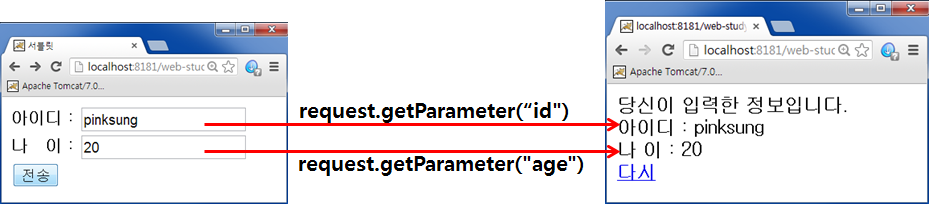 서블릿
localhost:8181/web-stuc
Apache Tomcat/7.0...
아이디 : pinksung
나 이 : 20
전송
request.getParameter(“id")
request.getParameter("age")
localhost:8181/web-study
localhost:8181/web-stuc
Apache Tomcat/7.0...
당신이 입력한 정보입니다.
아이디 : pinksung
나 이 : 20
다시